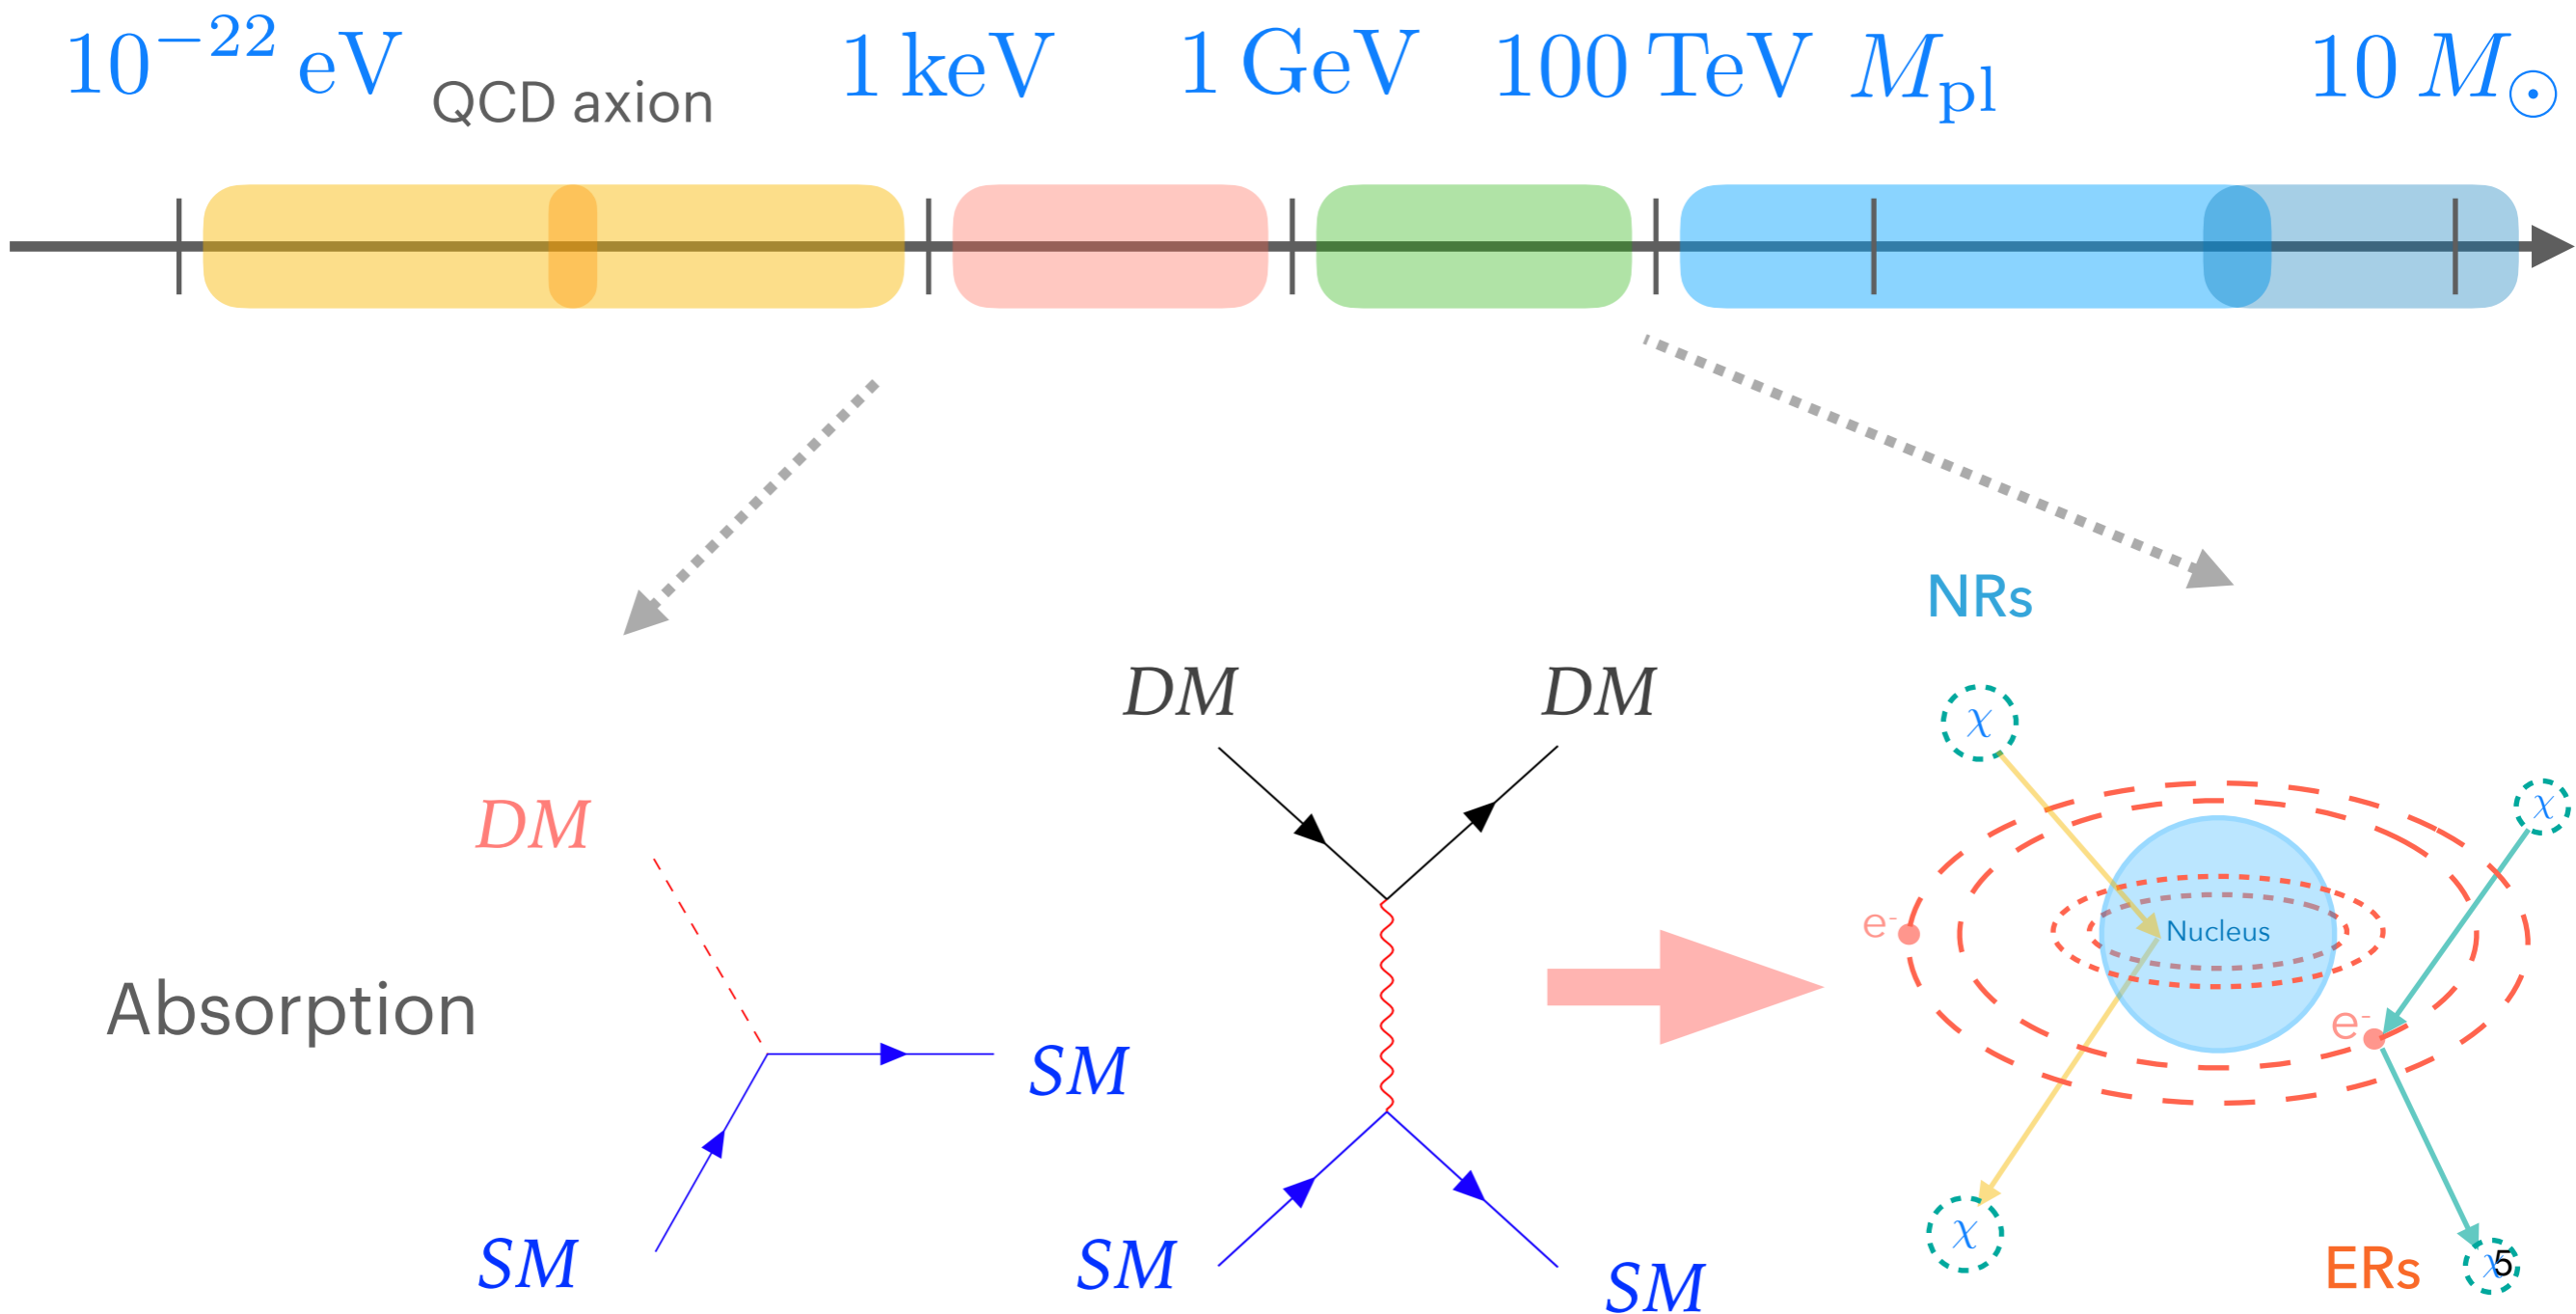 10⁻²² eV QCD axion 1 keV 1 GeV 100 TeV M_pl 10 M_⊙
NRs
DM DM
χ
DM
χ
e⁻ Nucleus
Absorption
e⁻
SM
χ
SM SM SM
ERs χ 5